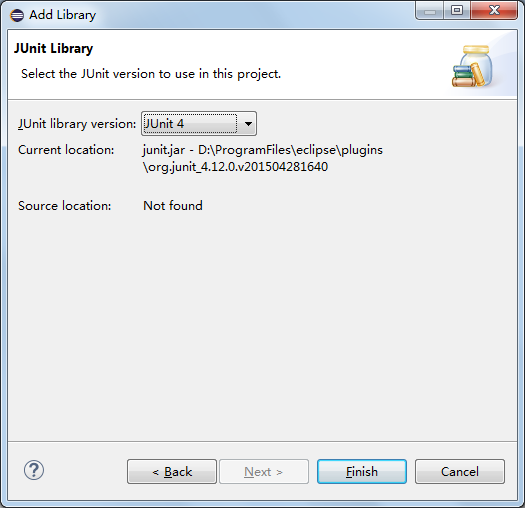 Add Library
JUnit Library
Select the JUnit version to use in this project.
JUnit library version: JUnit 4
Current location: junit.jar - D:\ProgramFiles\eclipse\plugins
\org.junit_4.12.0.v201504281640
Source location: Not found
? < Back Next > Finish Cancel